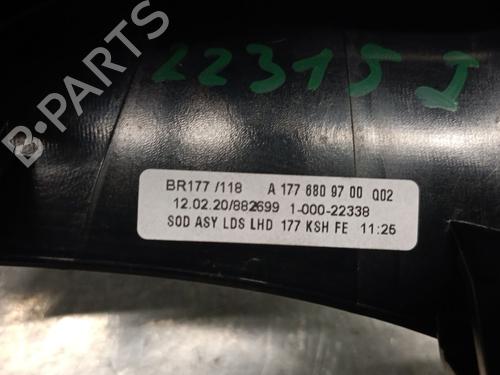 22315 J
B-PARTS
BR177 /118 A 177 680 97 00 Q02
12.02.20/882699 1-000-22338
SOD ASY LDS LHD 177 KSH FE 11:25